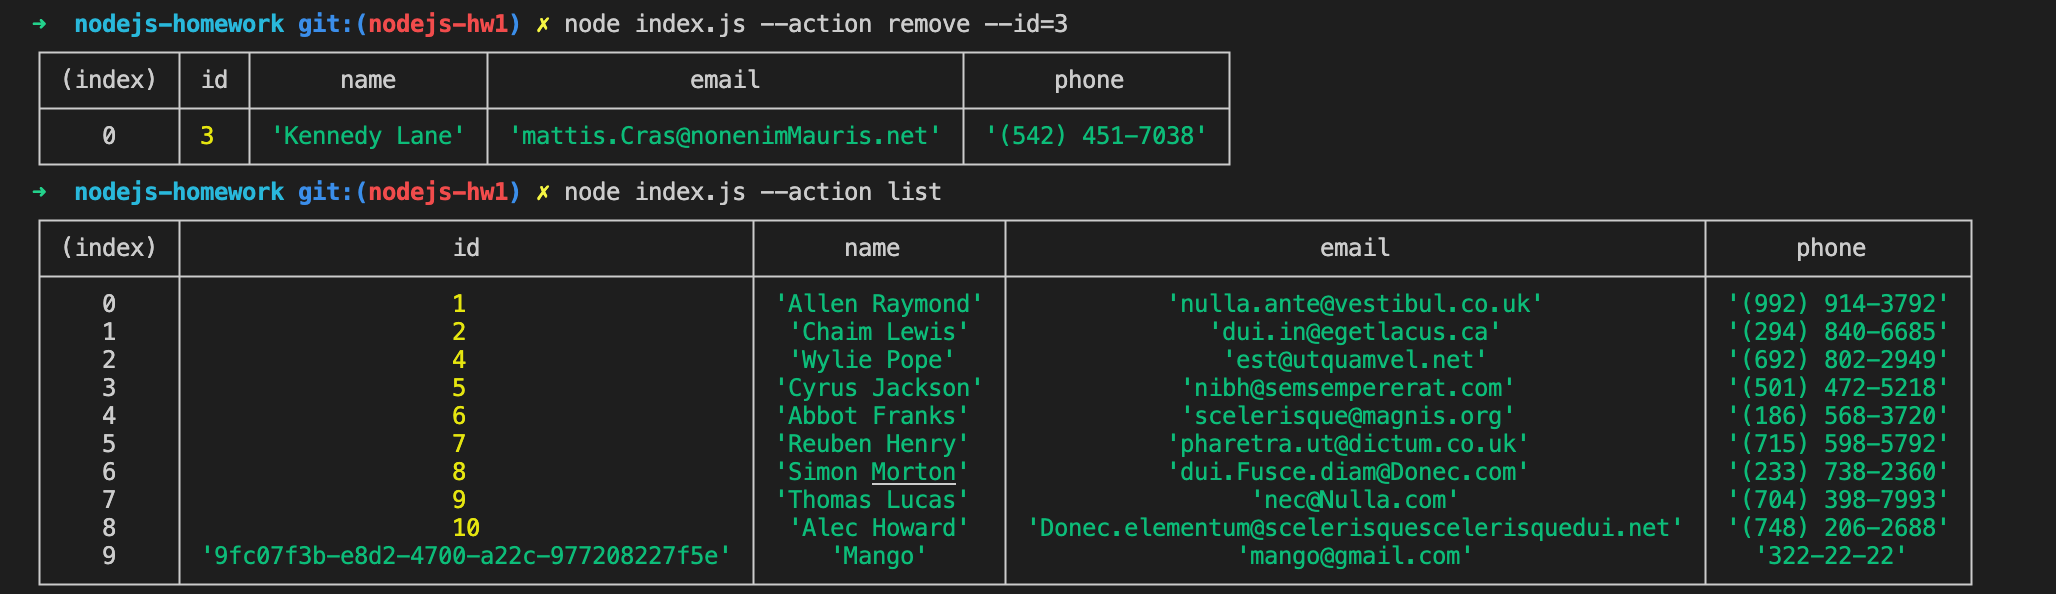 ➜ nodejs-homework git:(nodejs-hw1) ✗ node index.js --action remove --id=3
(index) id name email phone
0 3 'Kennedy Lane' 'mattis.Cras@nonenimMauris.net' '(542) 451-7038'
➜ nodejs-homework git:(nodejs-hw1) ✗ node index.js --action list
(index) id name email phone
0 1 'Allen Raymond' 'nulla.ante@vestibul.co.uk' '(992) 914-3792'
1 2 'Chaim Lewis' 'dui.in@egetlacus.ca' '(294) 840-6685'
2 4 'Wylie Pope' 'est@utquamvel.net' '(692) 802-2949'
3 5 'Cyrus Jackson' 'nibh@semsempererat.com' '(501) 472-5218'
4 6 'Abbot Franks' 'scelerisque@magnis.org' '(186) 568-3720'
5 7 'Reuben Henry' 'pharetra.ut@dictum.co.uk' '(715) 598-5792'
6 8 'Simon Morton' 'dui.Fusce.diam@Donec.com' '(233) 738-2360'
7 9 'Thomas Lucas' 'nec@Nulla.com' '(704) 398-7993'
8 10 'Alec Howard' 'Donec.elementum@scelerisquescelerisquedui.net' '(748) 206-2688'
9 '9fc07f3b-e8d2-4700-a22c-977208227f5e' 'Mango' 'mango@gmail.com' '322-22-22'